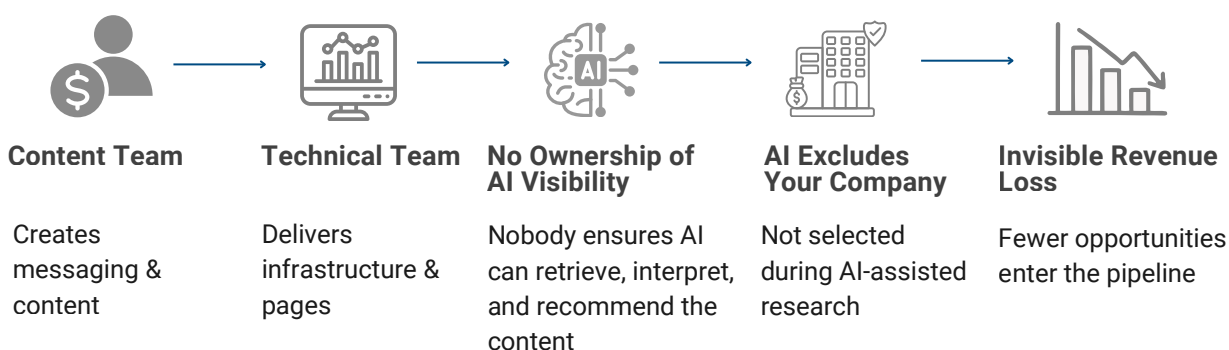 $
AI
$
Content Team
Creates
messaging &
content
Technical Team
Delivers
infrastructure &
pages
No Ownership of
AI Visibility
Nobody ensures AI
can retrieve, interpret,
and recommend the
content
AI Excludes
Your Company
Not selected
during AI-assisted
research
Invisible Revenue
Loss
Fewer opportunities
enter the pipeline